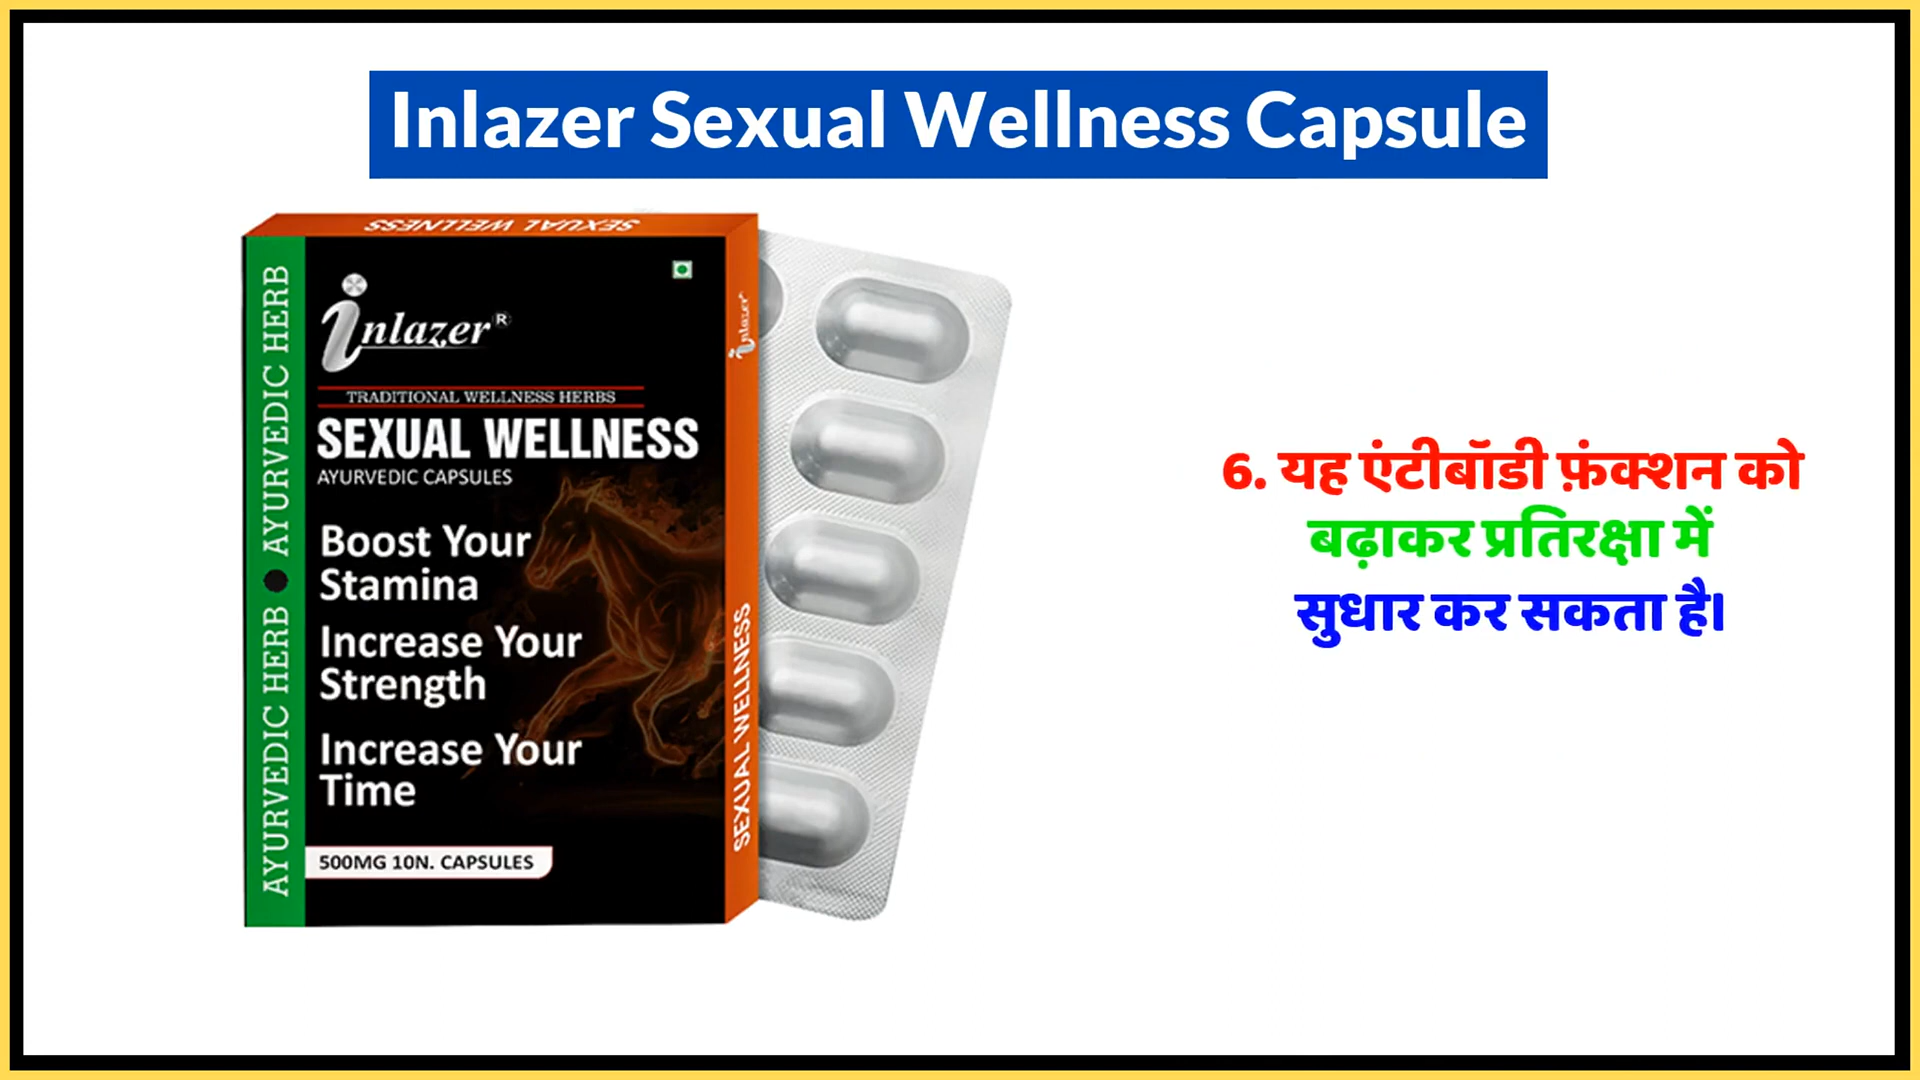 Inlazer Sexual Wellness Capsule
SEXUAL WELLNESS
AYURVEDIC HERB ● AYURVEDIC HERB
inlazer®
TRADITIONAL WELLNESS HERBS
SEXUAL WELLNESS
AYURVEDIC CAPSULES
Boost Your
Stamina
Increase Your
Strength
Increase Your
Time
500MG 10N. CAPSULES
inlazer
SEXUAL WELLNESS
6. यह एंटीबॉडी फ़ंक्शन को
बढ़ाकर प्रतिरक्षा में
सुधार कर सकता है।